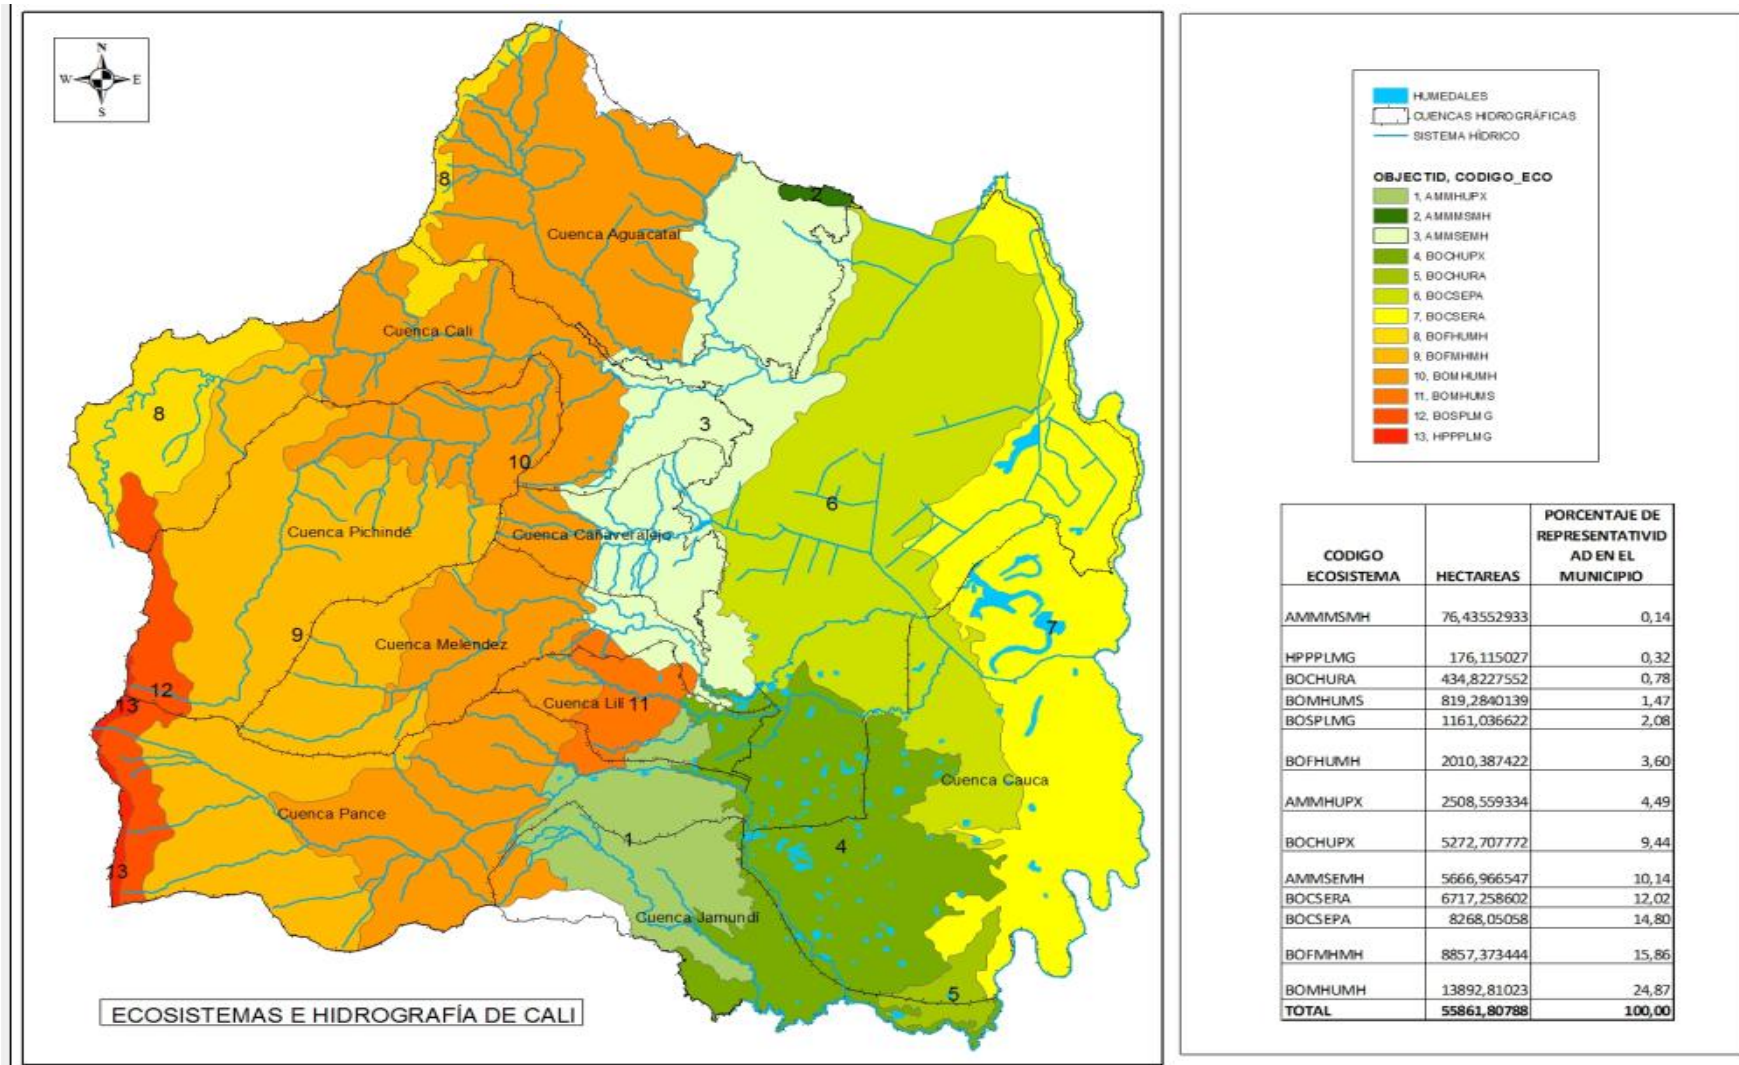 N
W E
S
2
8
Cuenca Aguacatal
Cuenca Cali
8
3
10
6
Cuenca Pichindé
Cuenca Cañaveralejo
7
9
Cuenca Melendez
12
13
Cuenca Lili 11
Cuenca Cauca
Cuenca Pance
1
4
13
Cuenca Jamundí
5
ECOSISTEMAS E HIDROGRAFÍA DE CALI
HUMEDALES
CUENCAS HIDROGRÁFICAS
SISTEMA HÍDRICO
OBJECTID, CODIGO_ECO
1, AMMHUPX
2, AMMMSMH
3, AMMSEMH
4, BOCHUPX
5, BOCHURA
6, BOCSEPA
7, BOCSERA
8, BOFHUMH
9, BOFMHMH
10, BOMHUMH
11, BOMHUMS
12, BOSPLMG
13, HPPPLMG
CODIGO ECOSISTEMA HECTAREAS PORCENTAJE DE REPRESENTATIVID AD EN EL MUNICIPIO
AMMMSMH 76,43552933 0,14
HPPPLMG 176,115027 0,32
BOCHURA 434,8227552 0,78
BOMHUMS 819,2840139 1,47
BOSPLMG 1161,036622 2,08
BOFHUMH 2010,387422 3,60
AMMHUPX 2508,559334 4,49
BOCHUPX 5272,707772 9,44
AMMSEMH 5666,966547 10,14
BOCSERA 6717,258602 12,02
BOCSEPA 8268,05058 14,80
BOFMHMH 8857,373444 15,86
BOMHUMH 13892,81023 24,87
TOTAL 55861,80788 100,00